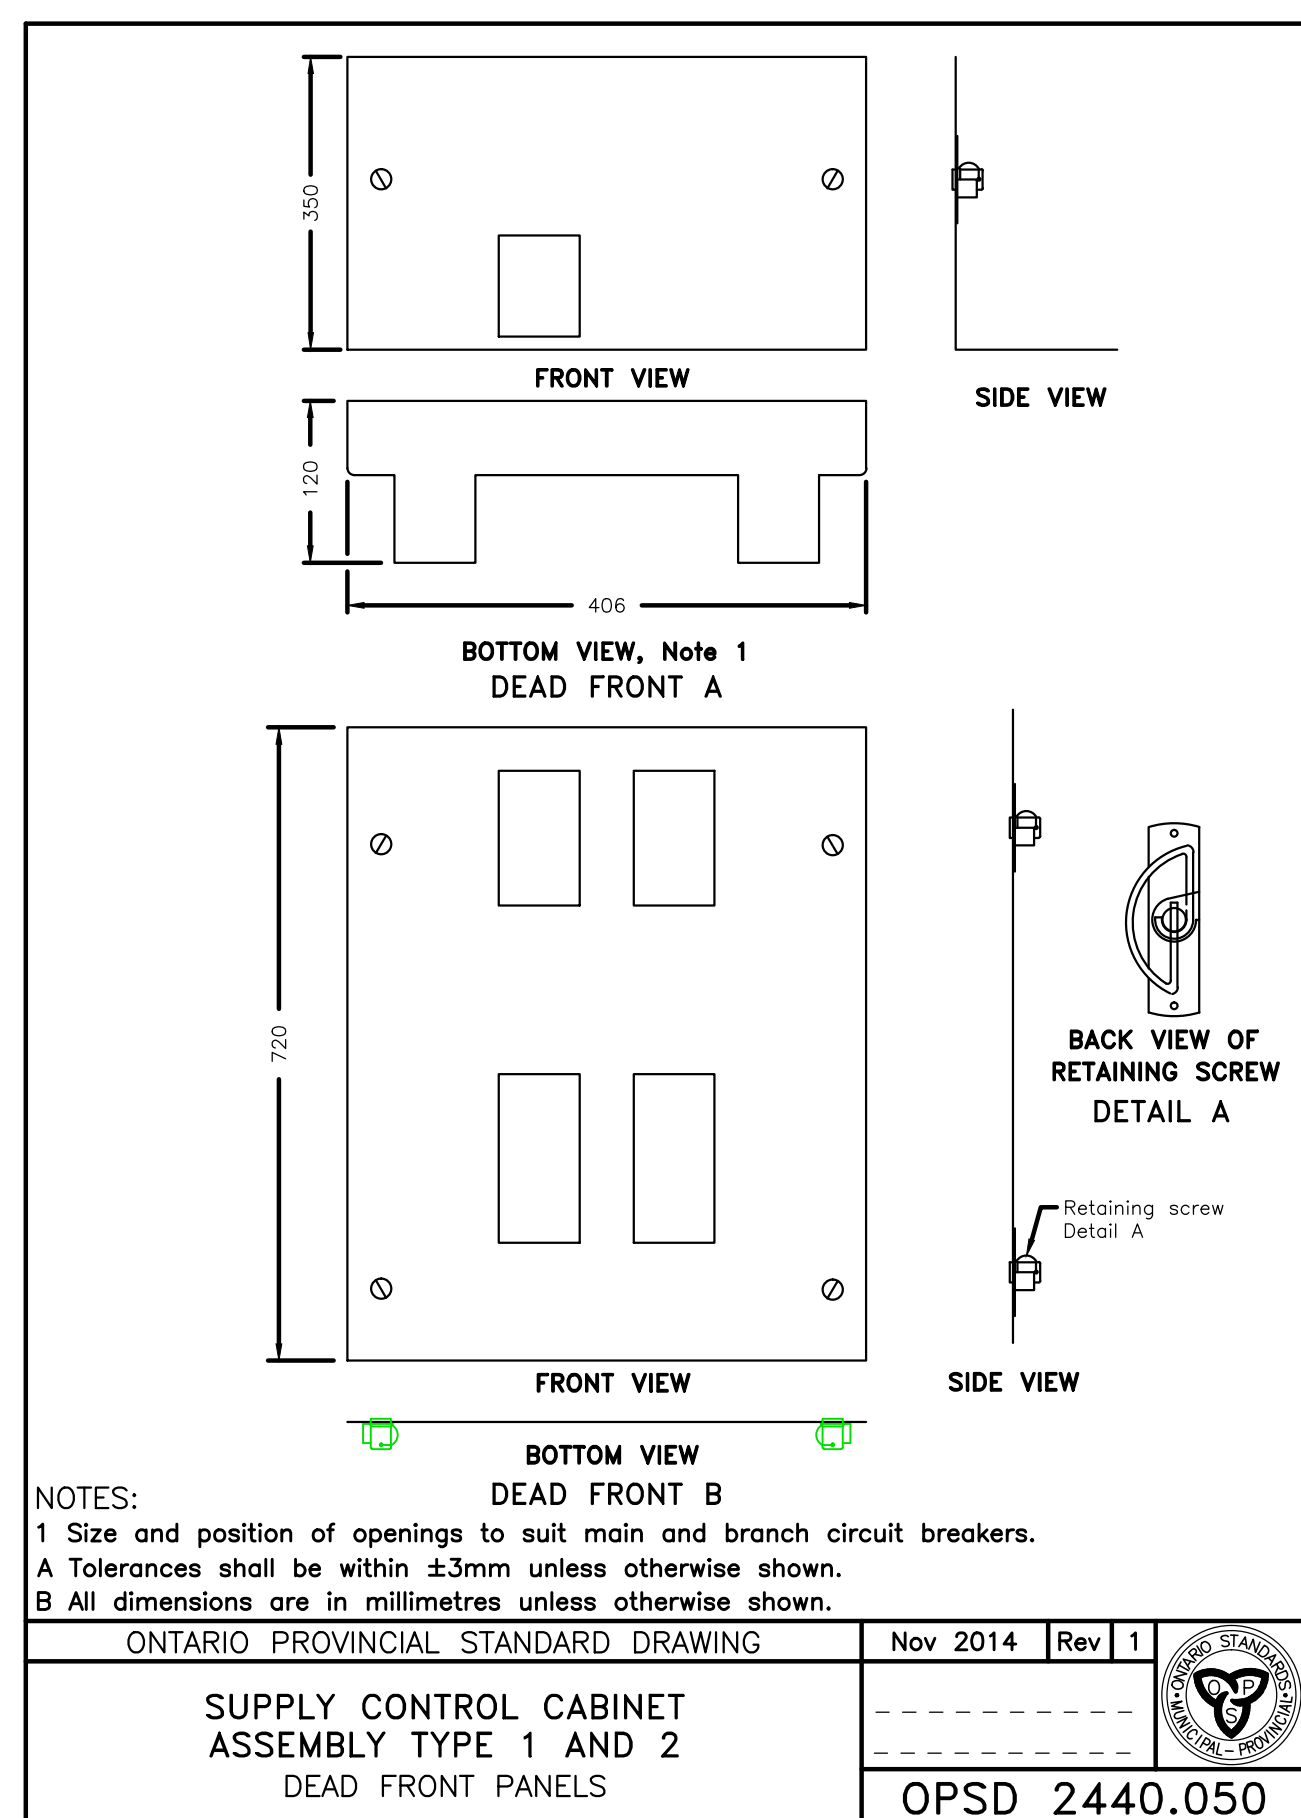 350
FRONT VIEW
SIDE VIEW
120
406
BOTTOM VIEW, Note 1
DEAD FRONT A
720
BACK VIEW OF
RETAINING SCREW
DETAIL A
Retaining screw
Detail A
FRONT VIEW
SIDE VIEW
BOTTOM VIEW
DEAD FRONT B
NOTES:
1 Size and position of openings to suit main and branch circuit breakers.
A Tolerances shall be within ±3mm unless otherwise shown.
B All dimensions are in millimetres unless otherwise shown.
ONTARIO PROVINCIAL STANDARD DRAWING
Nov 2014 Rev 1
SUPPLY CONTROL CABINET
ASSEMBLY TYPE 1 AND 2
DEAD FRONT PANELS
ONTARIO STANDARDS
MUNICIPAL-PROVINCIAL
O P
S
OPSD 2440.050